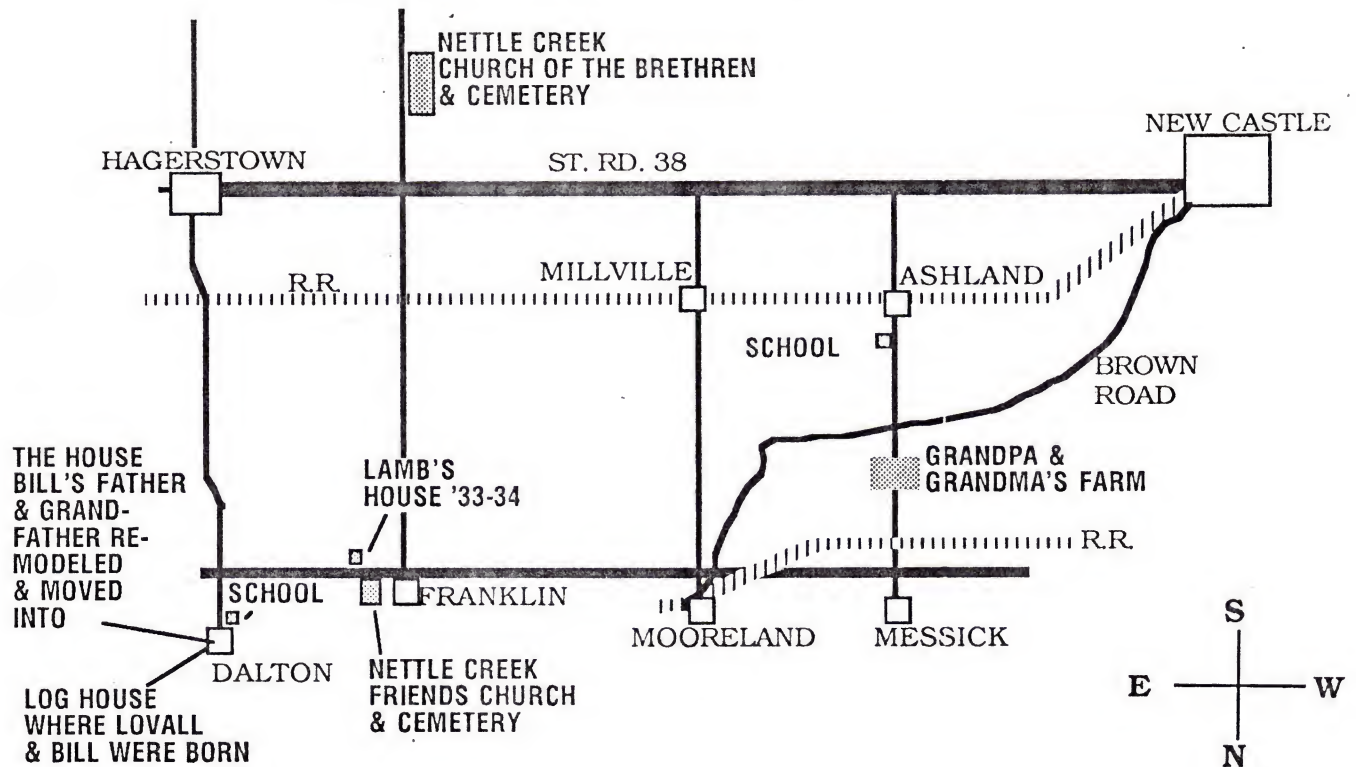 NETTLE CREEK
CHURCH OF THE BRETHREN
& CEMETERY
NEW CASTLE
HAGERSTOWN
ST. RD. 38
R.R.
MILLVILLE
ASHLAND
SCHOOL
BROWN
ROAD
THE HOUSE
BILL'S FATHER
& GRAND-
FATHER RE-
MODELED
& MOVED
INTO
LAMB'S
HOUSE '33-34
GRANDPA &
GRANDMA'S FARM
R.R.
SCHOOL
FRANKLIN
MOORELAND
MESSICK
DALTON
NETTLE CREEK
FRIENDS CHURCH
& CEMETERY
LOG HOUSE
WHERE LOVALL
& BILL WERE BORN
S
E
W
N